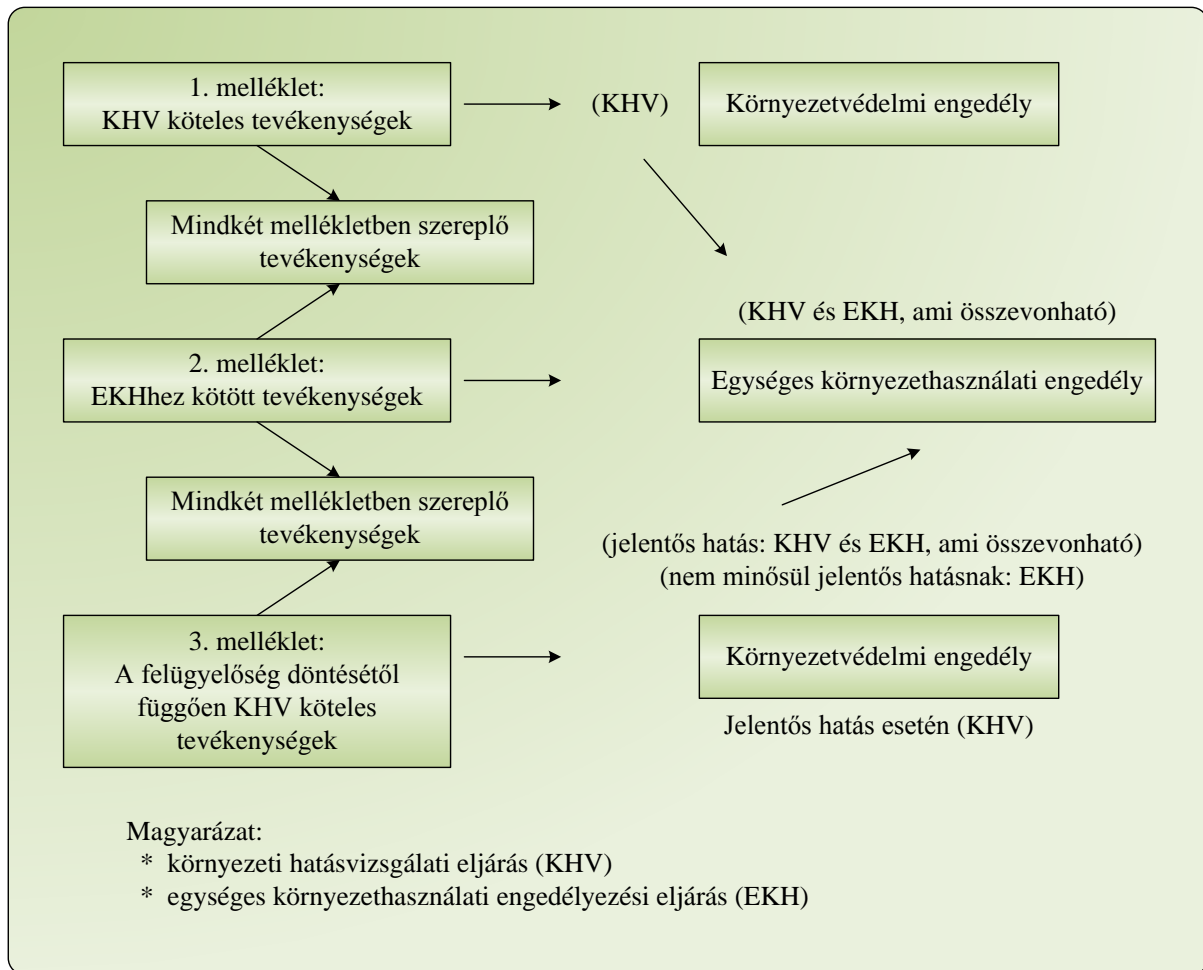 1. melléklet:
KHV köteles tevékenységek
(KHV)
Környezetvédelmi engedély
Mindkét mellékletben szereplő
tevékenységek
(KHV és EKH, ami összevonható)
2. melléklet:
EKHhez kötött tevékenységek
Egységes környezethasználati engedély
Mindkét mellékletben szereplő
tevékenységek
(jelentős hatás: KHV és EKH, ami összevonható)
(nem minősül jelentős hatásnak: EKH)
3. melléklet:
A felügyelőség döntésétől
függően KHV köteles
tevékenységek
Környezetvédelmi engedély
Jelentős hatás esetén (KHV)
Magyarázat:
* környezeti hatásvizsgálati eljárás (KHV)
* egységes környezethasználati engedélyezési eljárás (EKH)